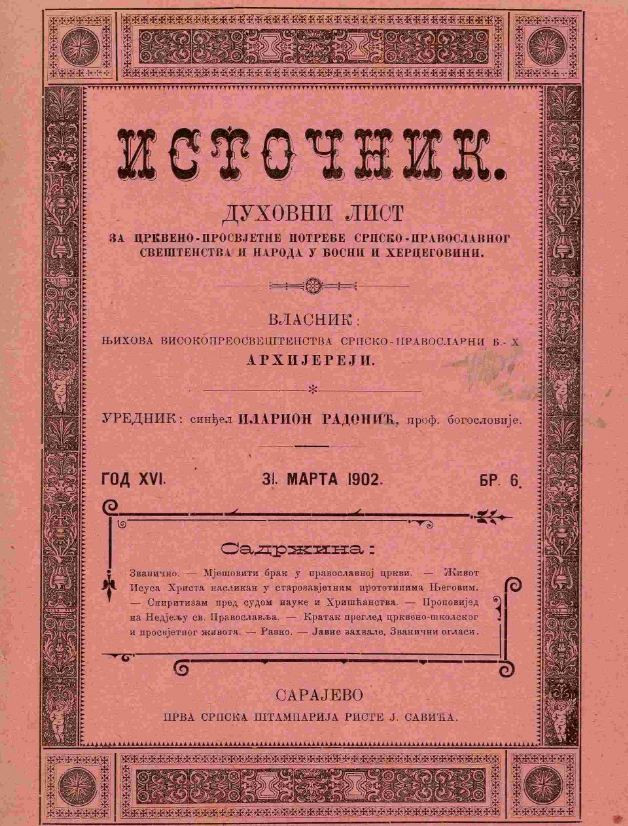 ИСТОЧНИК.
ДУХОВНИ ЛИСТ
ЗА ЦРКВЕНО-ПРОСВЈЕТНЕ ПОТРЕБЕ СРПСКО-ПРАВОСЛАВНОГ
СВЕШТЕНСТВА И НАРОДА У БОСНИ И ХЕРЦЕГОВИНИ.
ВЛАСНИК:
ЊИХОВА ВИСОКОПРЕОСВЕШТЕНСТВА СРПСКО-ПРАВОСЛАРНИ Б.-Х
АРХИЈЕРЕЈИ.
УРЕДНИК: синђел ИЛАРИОН РАДОНИЋ, проф. богословије.
ГОД XVI. 31. МАРТА 1902. БР. 6.
Садржина:
Званично. — Мјешовити брак у православној цркви. — Живот
Исуса Христа насликан у старозавјетним прототипима Његовим.
— Спиритизам пред судом науке и Хришћанства. — Проповијед
на Недјељу св. Православља. — Кратак преглед црквено-школског
и просвјетног живота. — Разно. — Јавне захвале, Званични огласи.
САРАЈЕВО
ПРВА СРПСКА ШТАМПАРИЈА РИСТЕ Ј. САВИЋА.